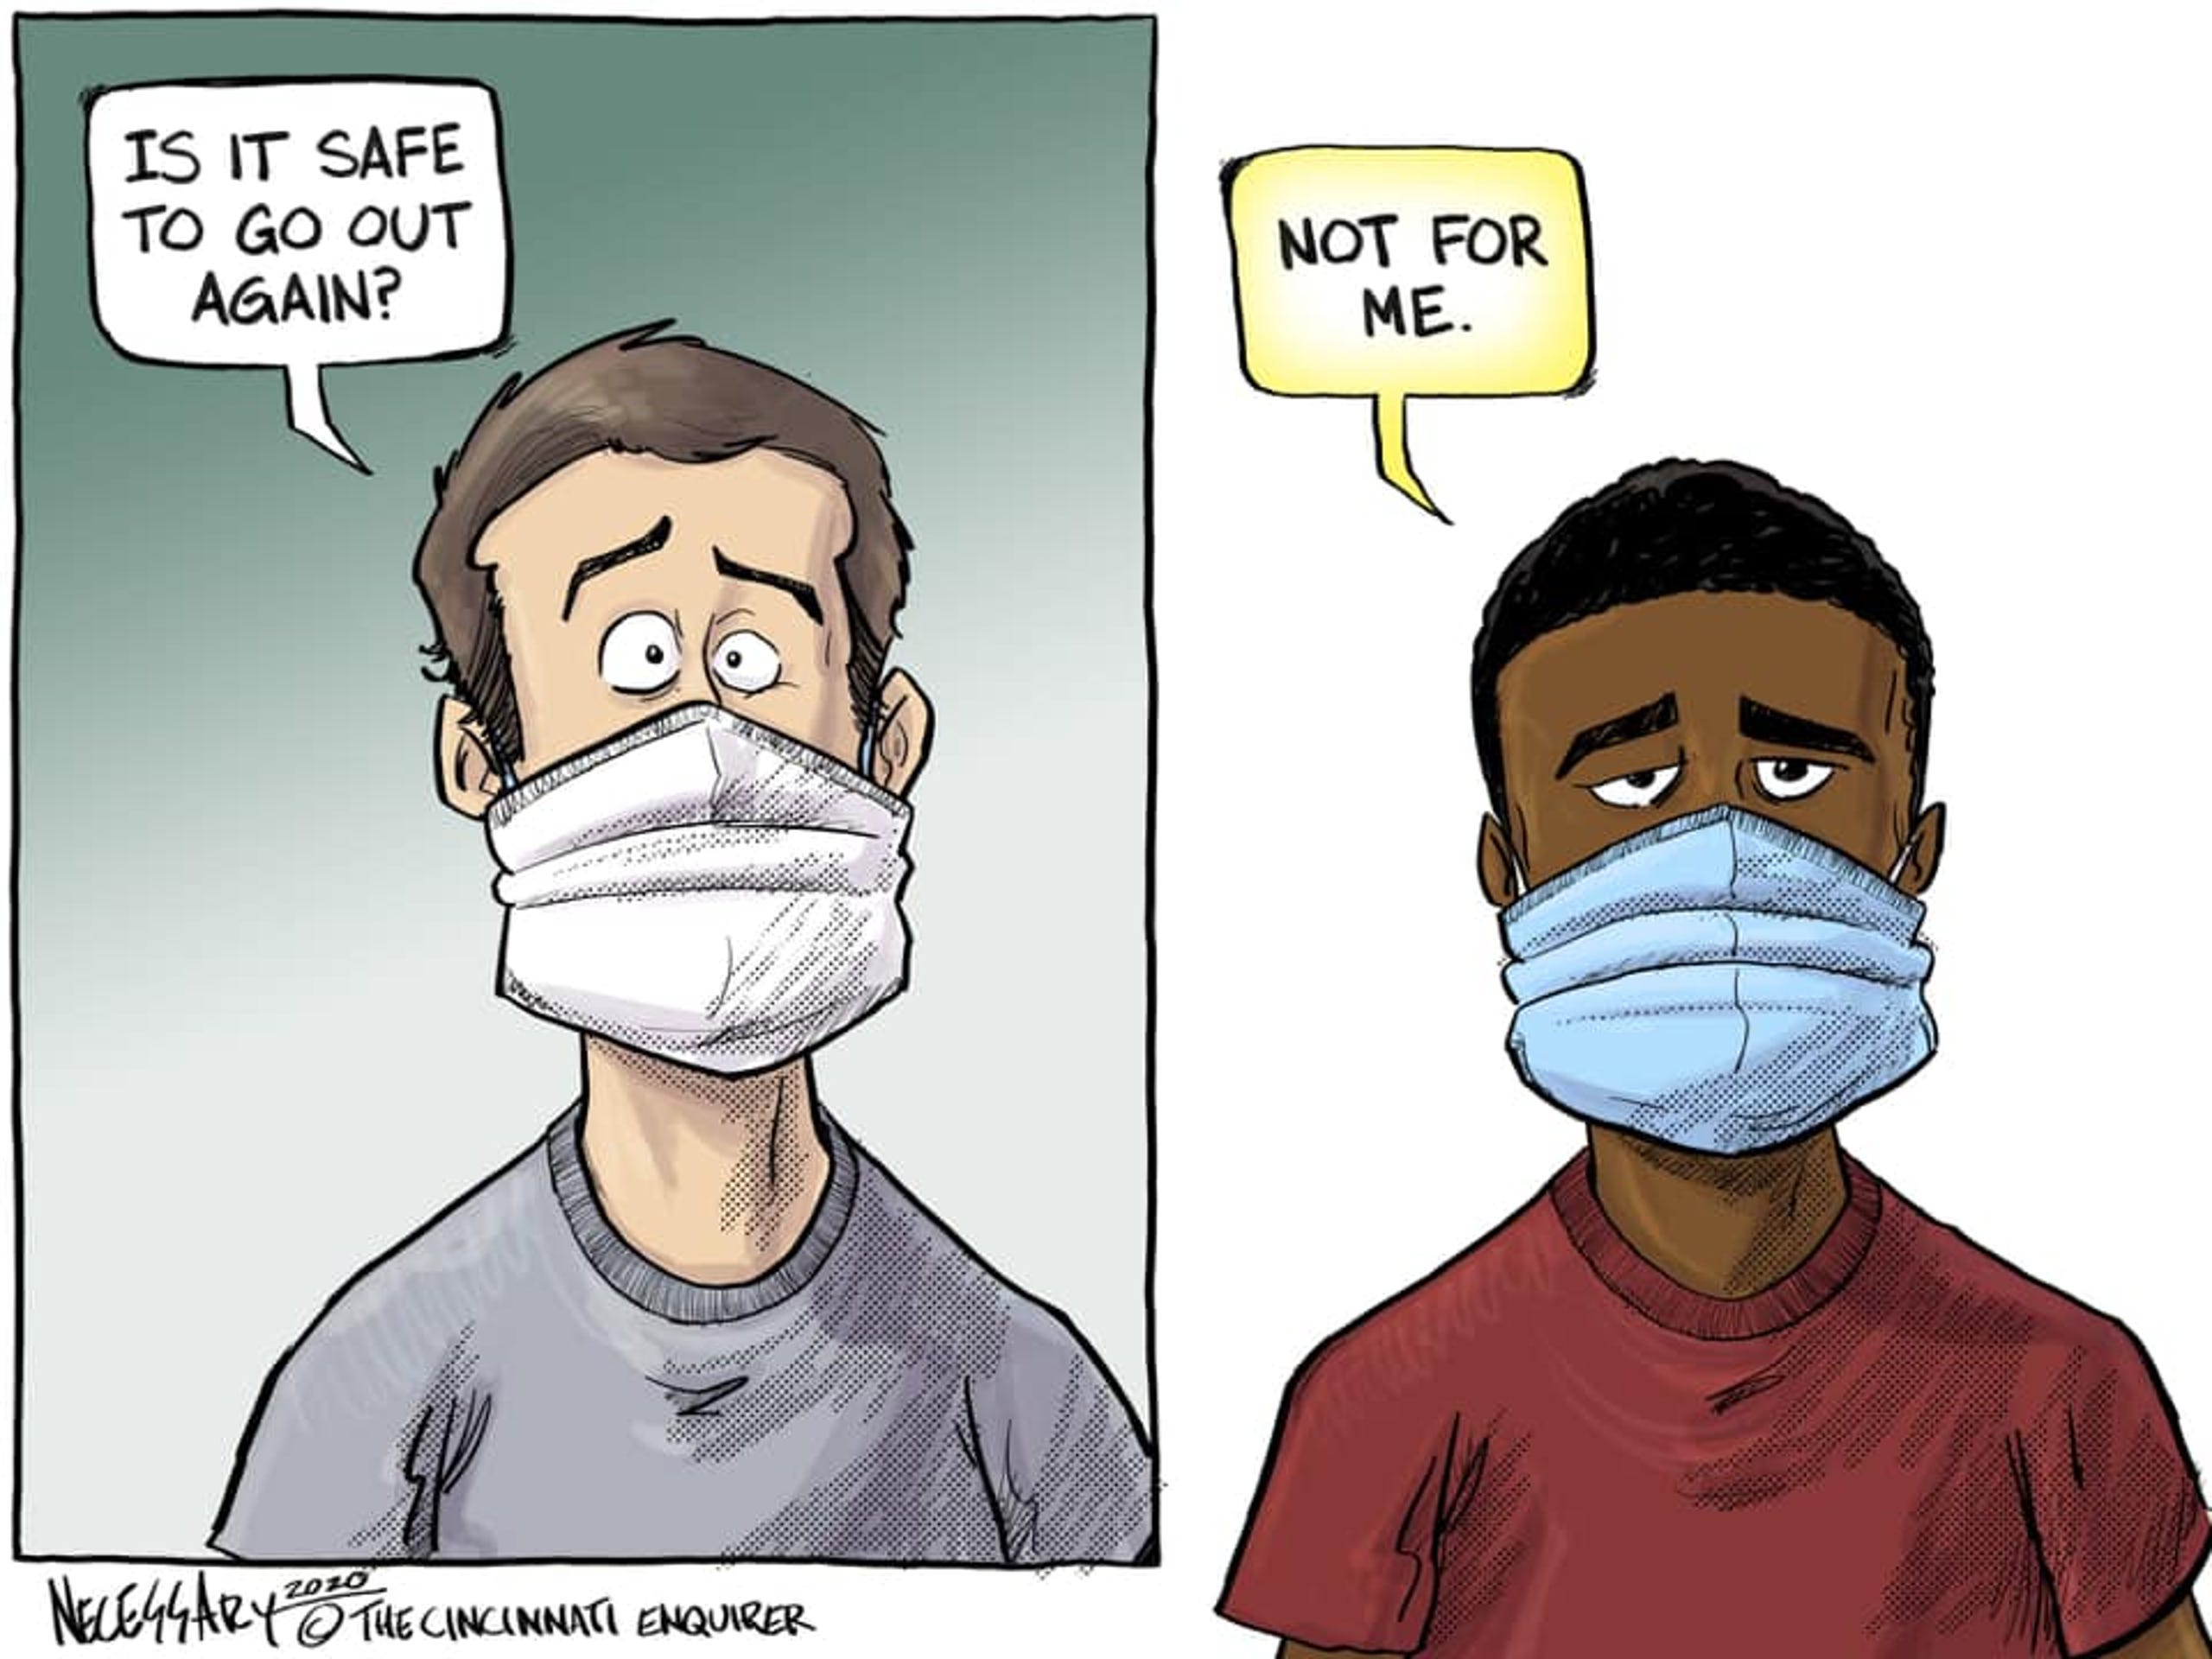 IS IT SAFE
TO GO OUT
AGAIN?
NOT FOR
ME.
NECESSARY 2020
© THE CINCINNATI ENQUIRER